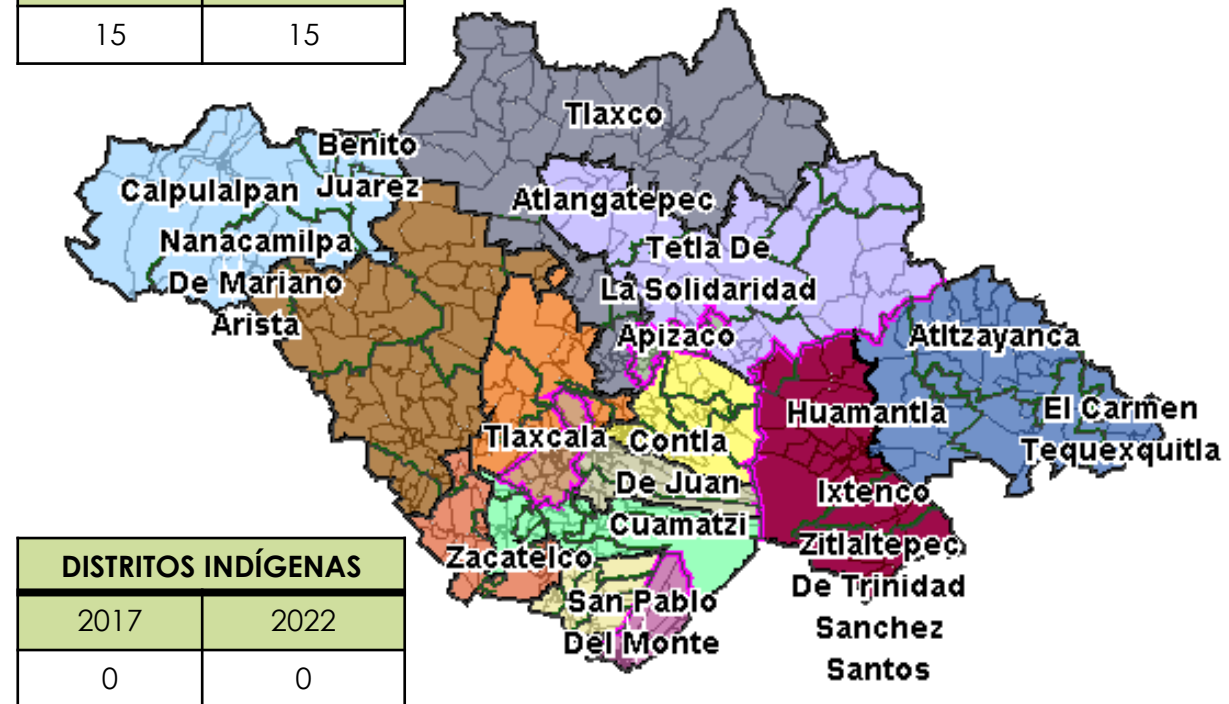 15 15
Tlaxco
Benito
Calpulalpan Juarez
Atlangatepec
Nanacamilpa
De Mariano
Arista
Tetla De
La Solidaridad
Apizaco
Atltzayanca
Huamantla
El Carmen
Tequexquitla
Tlaxcala Contla
De Juan
Cuamatzi
Ixtenco
Zitlaltepec
De Trinidad
Sanchez
Santos
Zacatelco
San Pablo
Del Monte
DISTRITOS INDÍGENAS
2017 2022
0 0